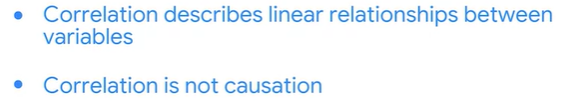 • Correlation describes linear relationships between
variables
• Correlation is not causation